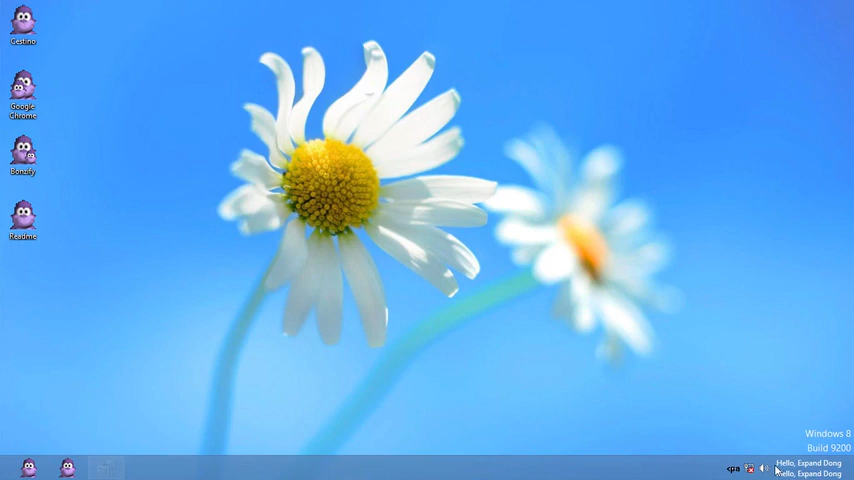 Cestino
Google
Chrome
Bonzify
Readme
Windows 8
Build 9200
Hello, Expand Dong
Hello, Expand Dong